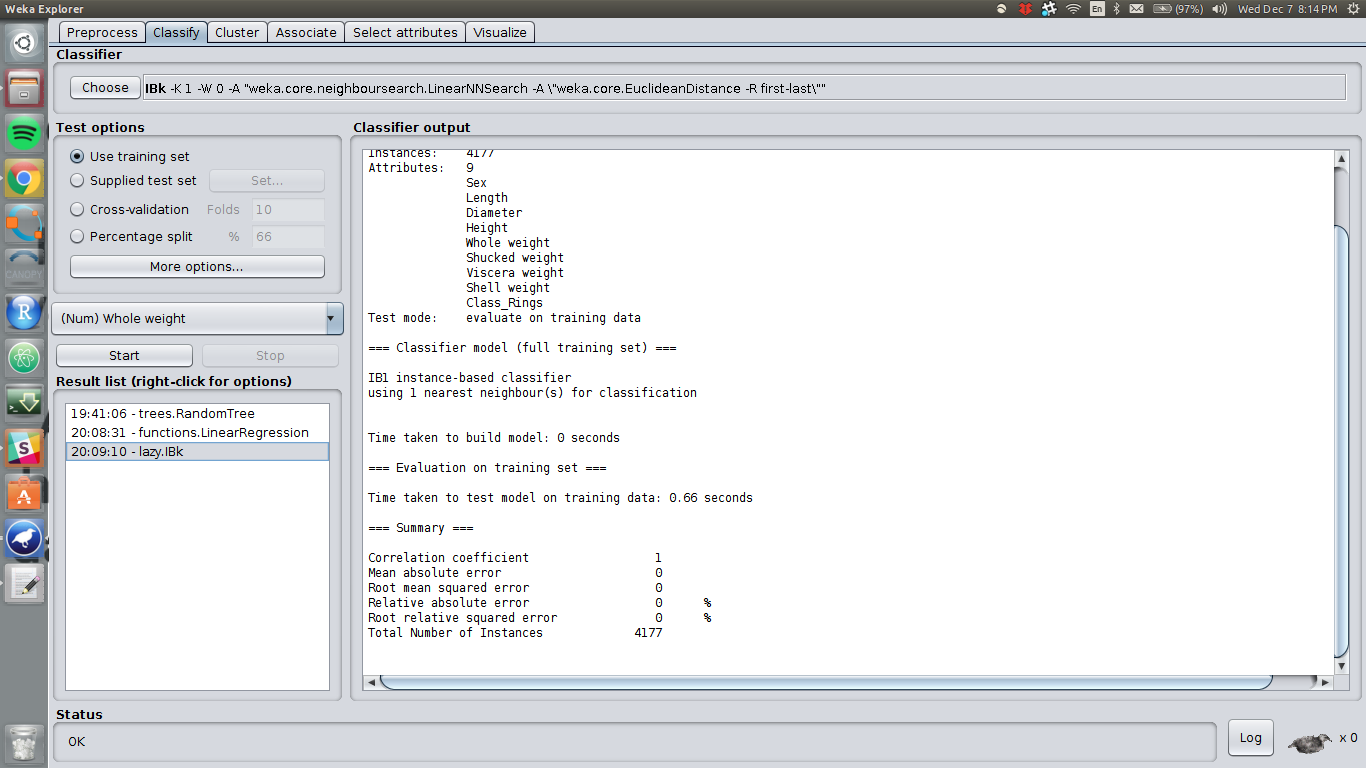 Weka Explorer
En (97%) Wed Dec 7 8:14 PM
Preprocess Classify Cluster Associate Select attributes Visualize
Classifier
Choose IBk -K 1 -W 0 -A "weka.core.neighboursearch.LinearNNSearch -A \"weka.core.EuclideanDistance -R first-last\""
Test options
Use training set
Supplied test set Set...
Cross-validation Folds 10
Percentage split % 66
More options...
(Num) Whole weight
Start Stop
Result list (right-click for options)
19:41:06 - trees.RandomTree
20:08:31 - functions.LinearRegression
20:09:10 - lazy.IBk
Classifier output
Instances: 4177
Attributes: 9
Sex
Length
Diameter
Height
Whole weight
Shucked weight
Viscera weight
Shell weight
Class_Rings
Test mode: evaluate on training data
=== Classifier model (full training set) ===
IB1 instance-based classifier
using 1 nearest neighbour(s) for classification
Time taken to build model: 0 seconds
=== Evaluation on training set ===
Time taken to test model on training data: 0.66 seconds
=== Summary ===
Correlation coefficient 1
Mean absolute error 0
Root mean squared error 0
Relative absolute error 0 %
Root relative squared error 0 %
Total Number of Instances 4177
Status
OK
Log x 0
CANOPY